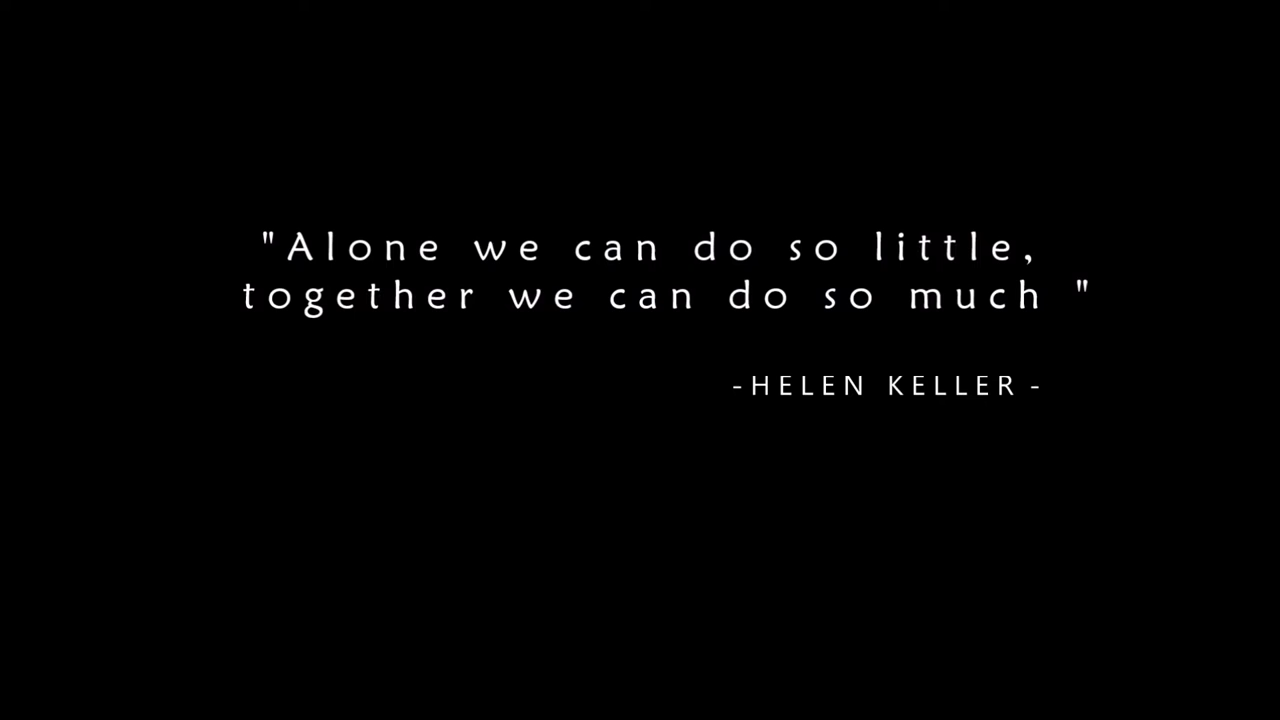 "Alone we can do so little,
together we can do so much "
-HELEN KELLER -